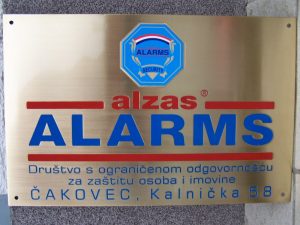 ALARMS
SECURITY
alzas®
ALARMS
Društvo s ograničenom odgovornošću
za zaštitu osoba i imovine
ČAKOVEC, Kalnička 58